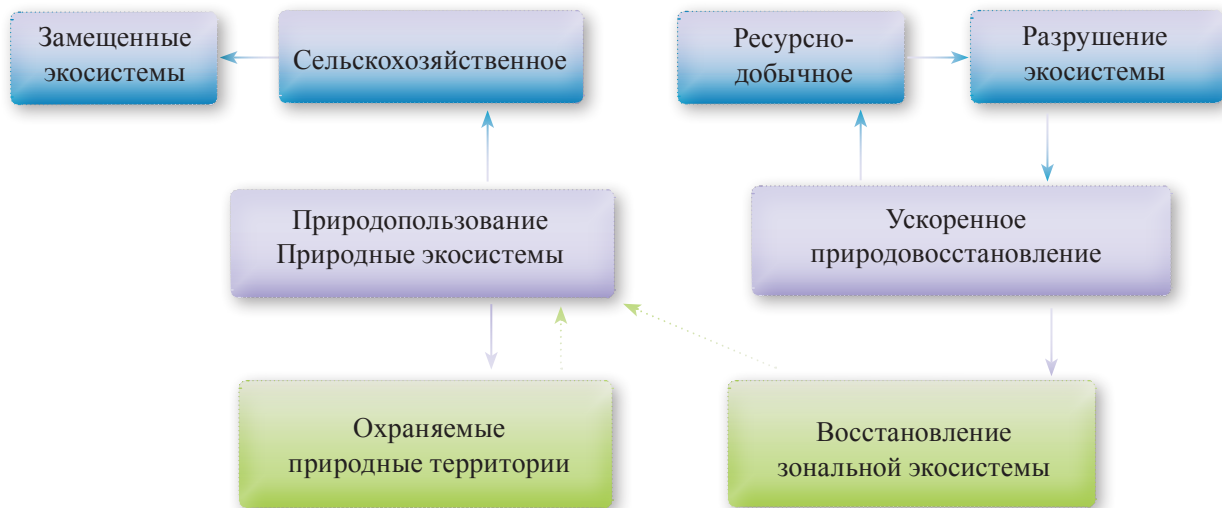 Замещенные
экосистемы
Сельскохозяйственное
Ресурсно-
добычное
Разрушение
экосистемы
Природопользование
Природные экосистемы
Ускоренное
природовосстановление
Охраняемые
природные территории
Восстановление
зональной экосистемы